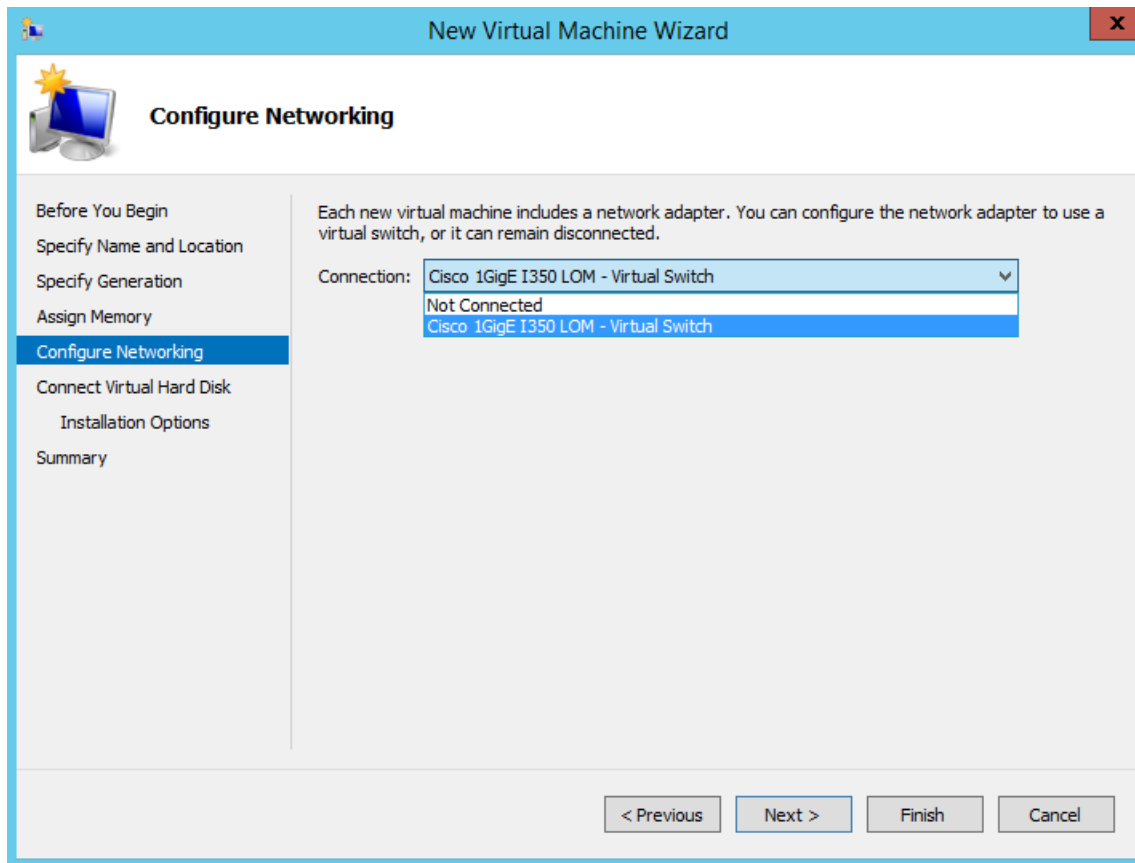 New Virtual Machine Wizard
x
Configure Networking
Before You Begin
Specify Name and Location
Specify Generation
Assign Memory
Configure Networking
Connect Virtual Hard Disk
Installation Options
Summary
Each new virtual machine includes a network adapter. You can configure the network adapter to use a
virtual switch, or it can remain disconnected.
Connection: Cisco 1GigE I350 LOM - Virtual Switch
Not Connected
Cisco 1GigE I350 LOM - Virtual Switch
< Previous
Next >
Finish
Cancel